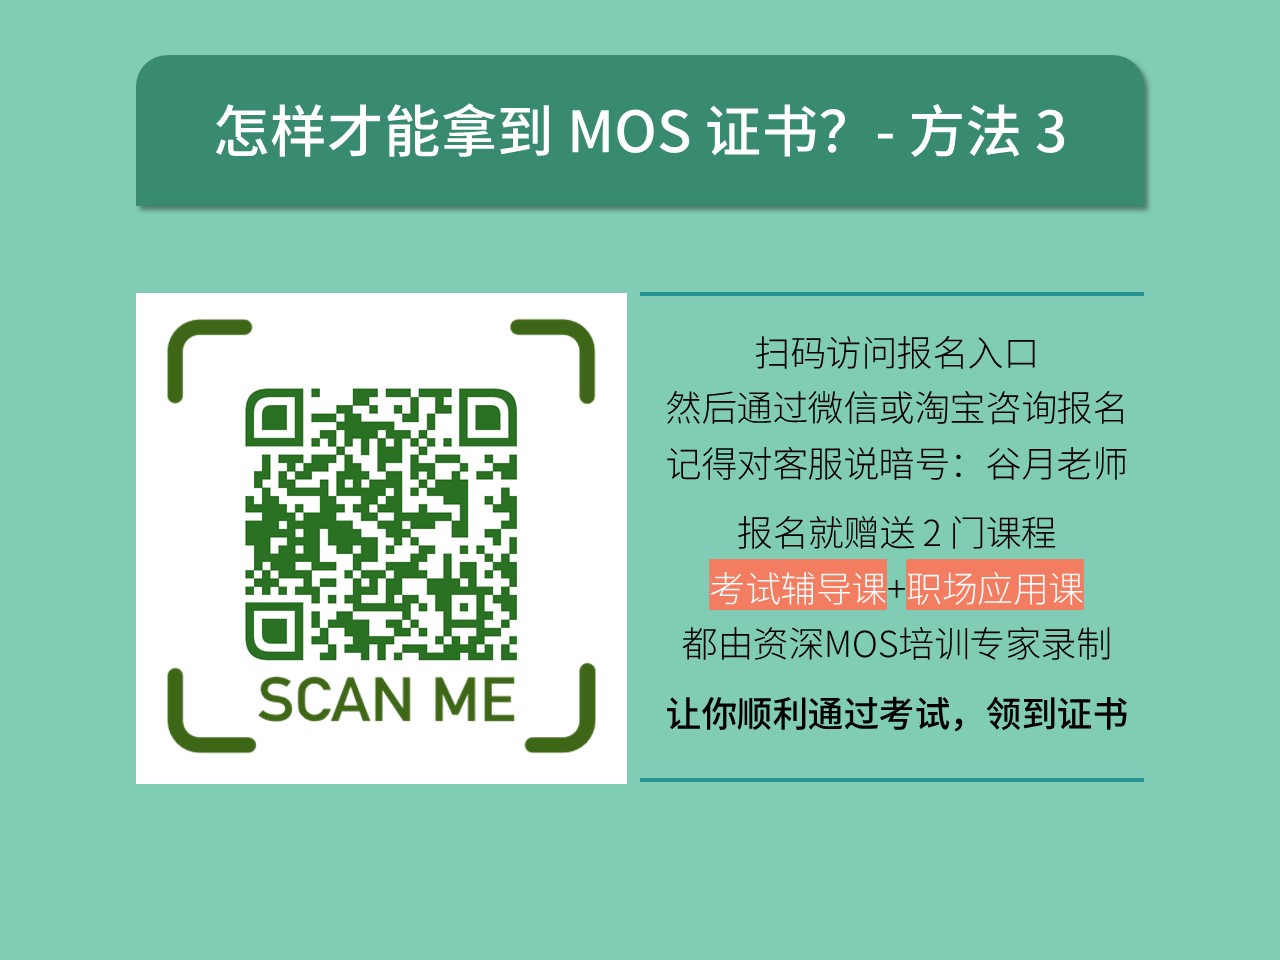 怎样才能拿到 MOS 证书？- 方法 3
SCAN ME
扫码访问报名入口
然后通过微信或淘宝咨询报名
记得对客服说暗号：谷月老师
报名就赠送 2 门课程
考试辅导课+职场应用课
都由资深MOS培训专家录制
让你顺利通过考试，领到证书